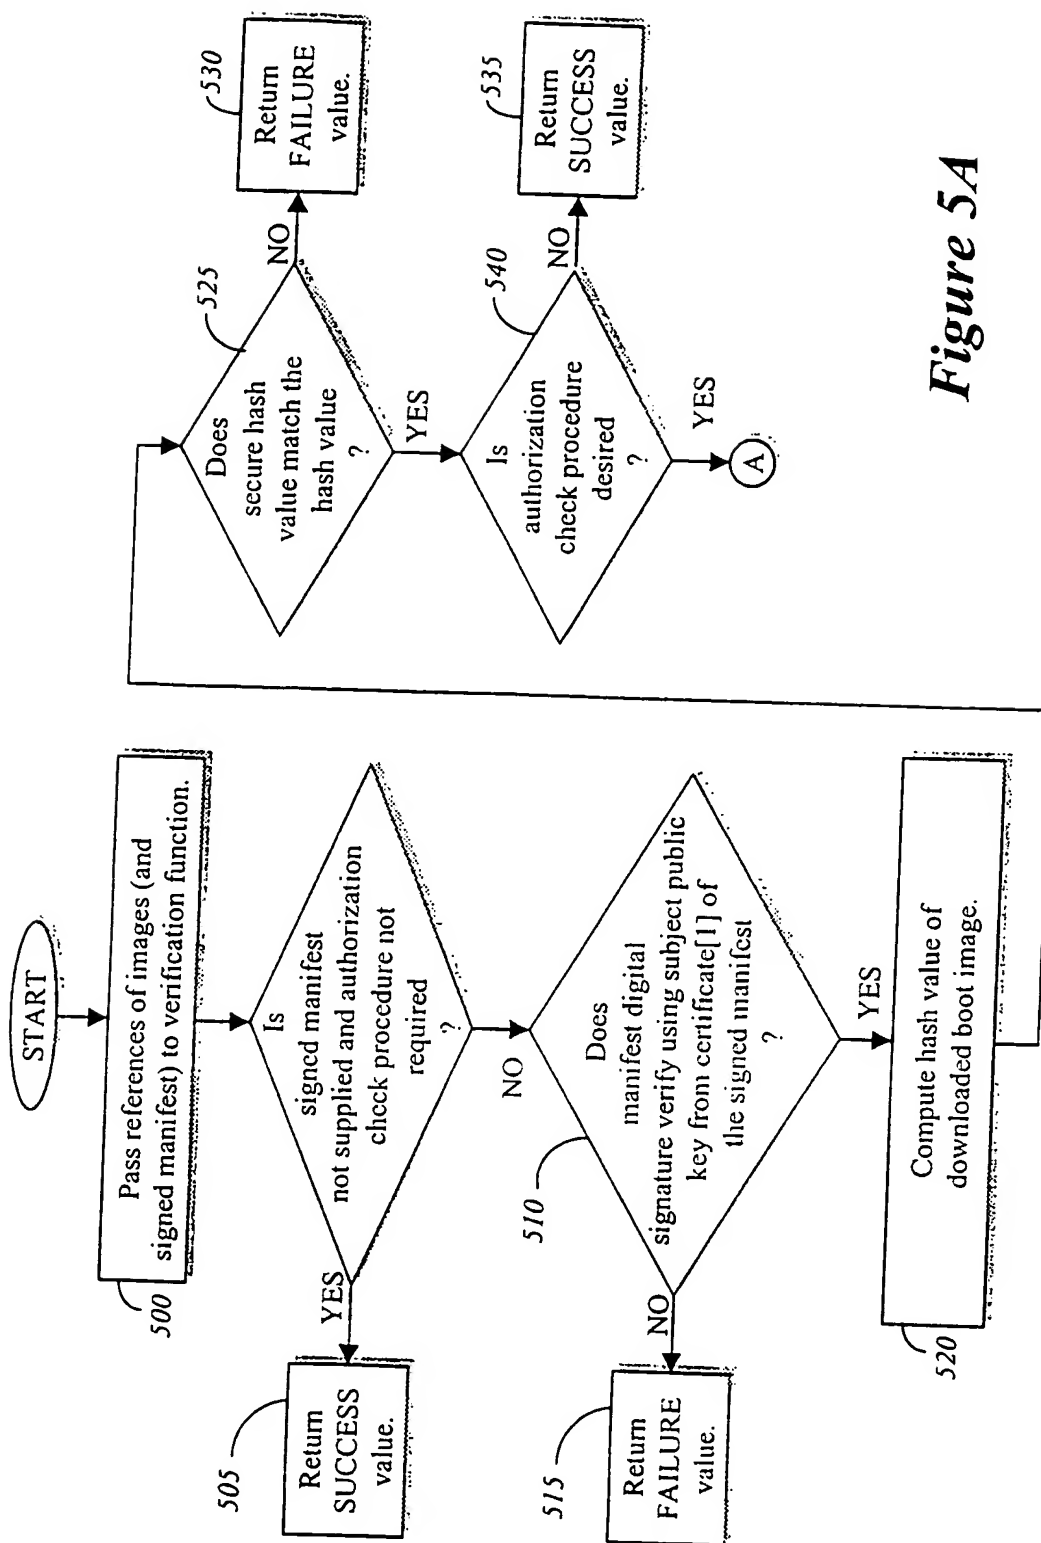 START
Pass references of images (and
signed manifest) to verification function.
500
Is
signed manifest
not supplied and authorization
check procedure not
required
?
YES
505
Return
SUCCESS
value.
NO
510
Does
manifest digital
signature verify using subject public
key from certificate[1] of
the signed manifest
?
NO
515
Return
FAILURE
value.
YES
Compute hash value of
downloaded boot image.
520
525
Does
secure hash
value match the
hash value
?
NO
530
Return
FAILURE
value.
YES
540
Is
authorization
check procedure
desired
?
NO
535
Return
SUCCESS
value.
YES
A
Figure 5A